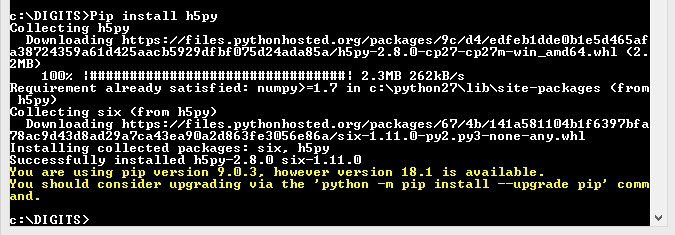 c:\DIGITS>Pip install h5py
Collecting h5py
  Downloading https://files.pythonhosted.org/packages/9c/d4/edfeb1dde0b1e5d465af
a38724359a61d425aacb5929dfbf075d24ada85a/h5py-2.8.0-cp27-cp27m-win_amd64.whl (2.
2MB)
    100% |################################| 2.3MB 262kB/s
Requirement already satisfied: numpy>=1.7 in c:\python27\lib\site-packages (from
 h5py)
Collecting six (from h5py)
  Downloading https://files.pythonhosted.org/packages/67/4b/141a581104b1f6397bfa
78ac9d43d8ad29a7ca43ea90a2d863fe3056e86a/six-1.11.0-py2.py3-none-any.whl
Installing collected packages: six, h5py
Successfully installed h5py-2.8.0 six-1.11.0
You are using pip version 9.0.3, however version 18.1 is available.
You should consider upgrading via the 'python -m pip install --upgrade pip' comm
and.
c:\DIGITS>